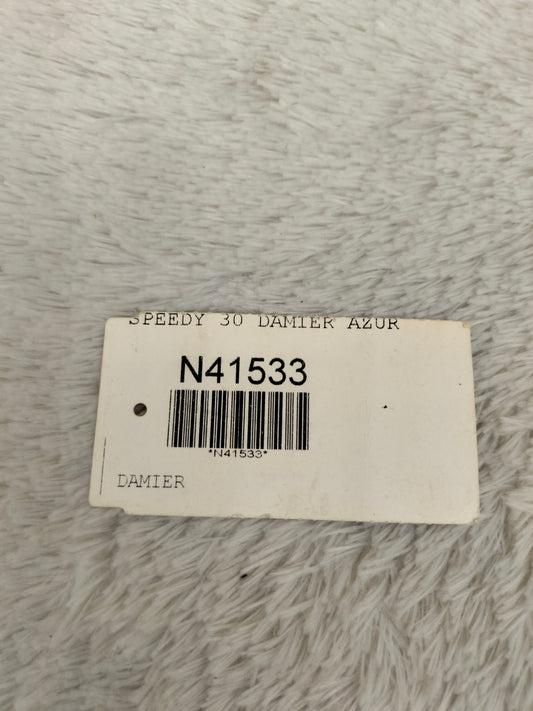 SPEEDY 30 DAMIER AZUR
N41533
*N41533*
DAMIER